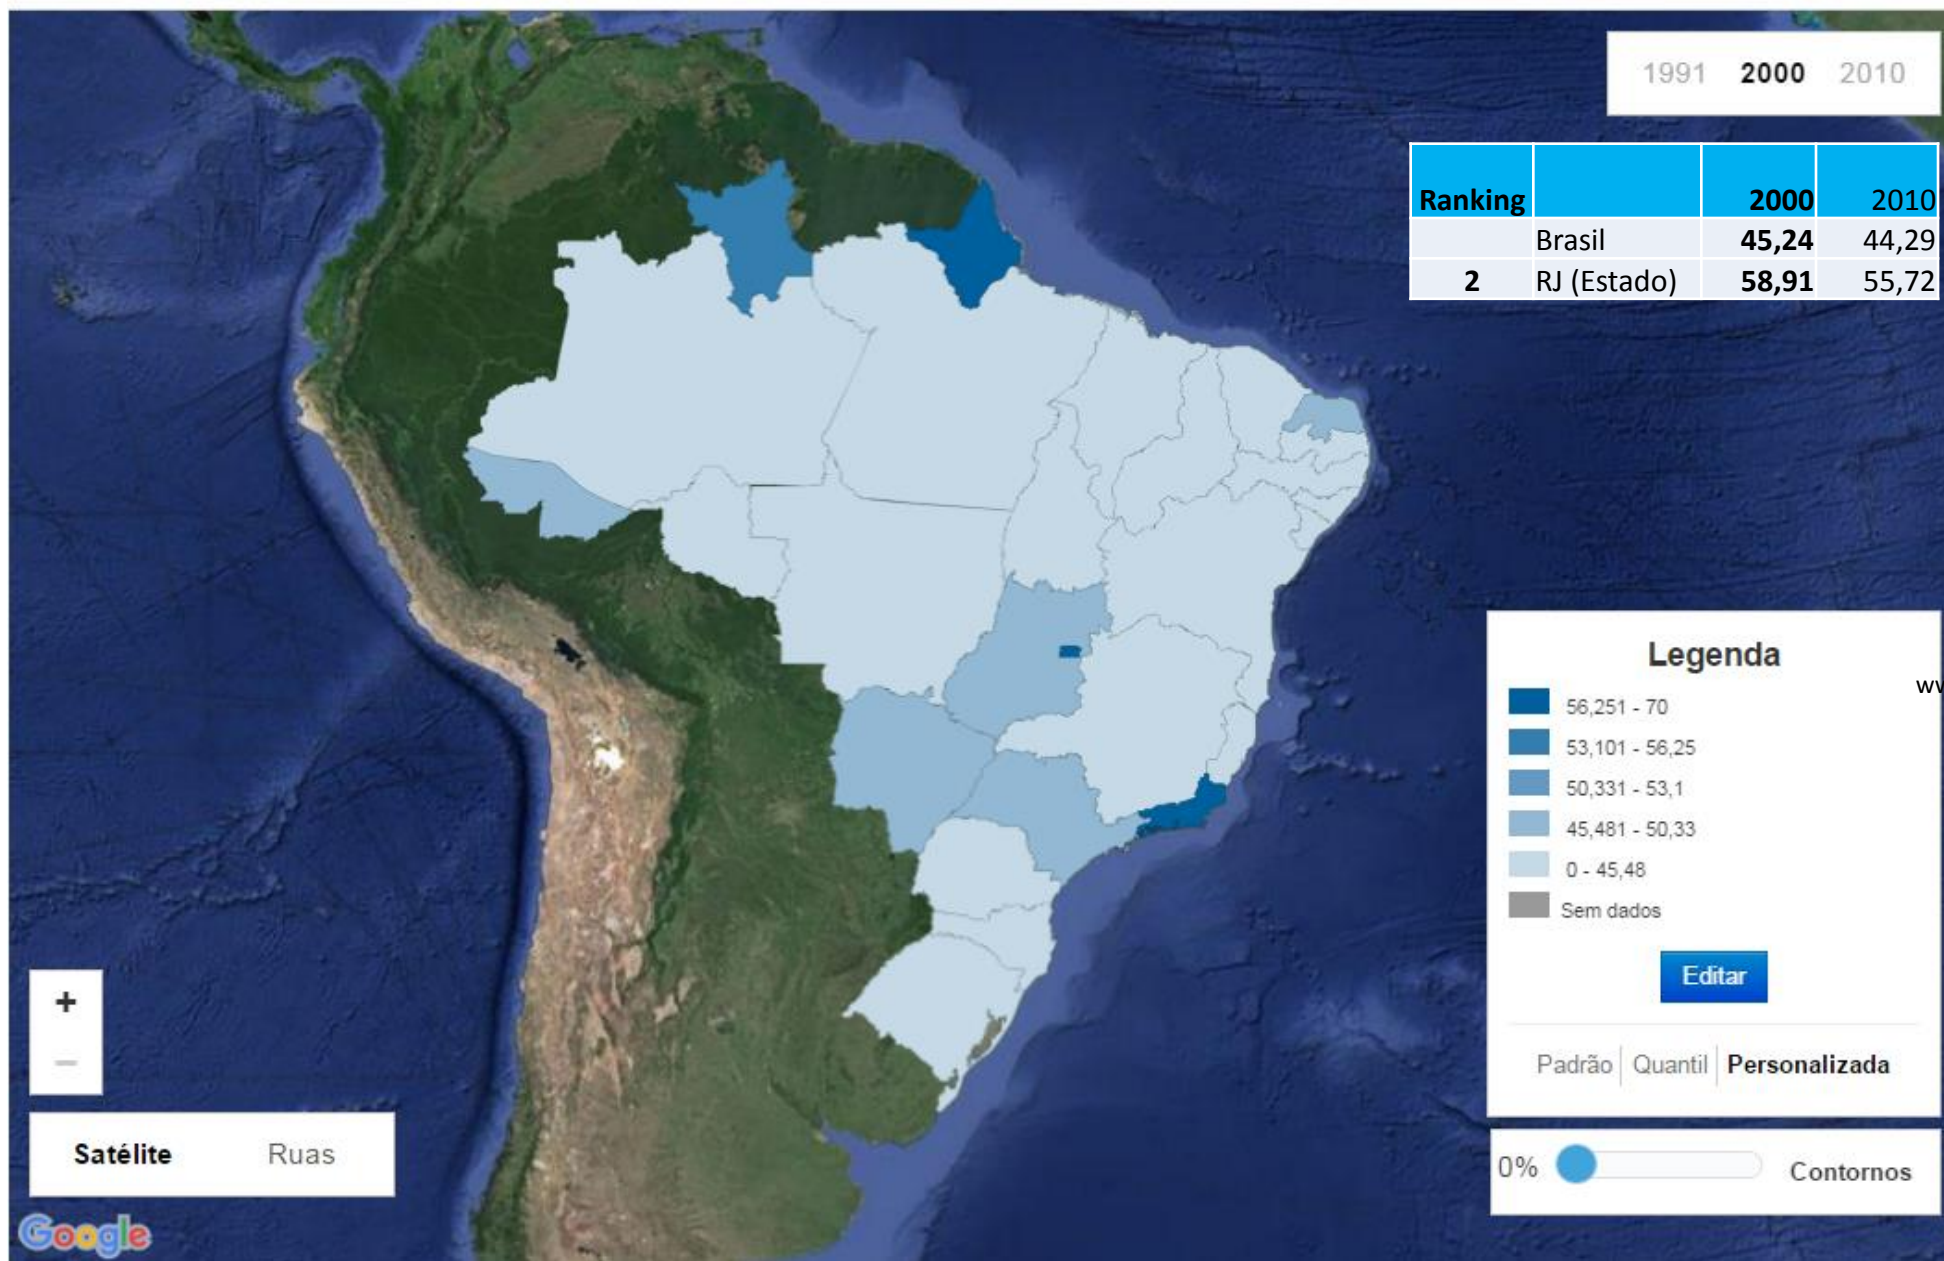 1991 2000 2010
Ranking 2000 2010
Brasil 45,24 44,29
2 RJ (Estado) 58,91 55,72
Legenda
ww
56,251 - 70
53,101 - 56,25
50,331 - 53,1
45,481 - 50,33
0 - 45,48
Sem dados
Editar
Padrão Quantil Personalizada
+
−
Satélite Ruas
0% Contornos
Google